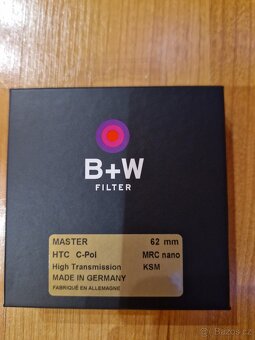 B+W
FILTER
MASTER 62 mm
HTC C-Pol MRC nano
High Transmission KSM
MADE IN GERMANY
FABRIQUÉ EN ALLEMAGNE